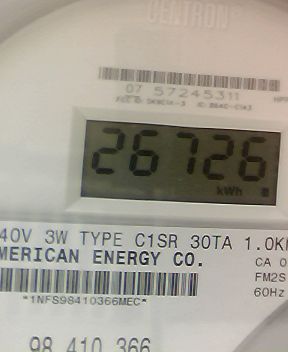 CENTRON
07 57245311
26726
kWh
40V 3W TYPE C1SR 30TA 1.0K
MERICAN ENERGY CO.
CA 0
FM2S
*1NFS98410366MEC*
60Hz
98 410 366